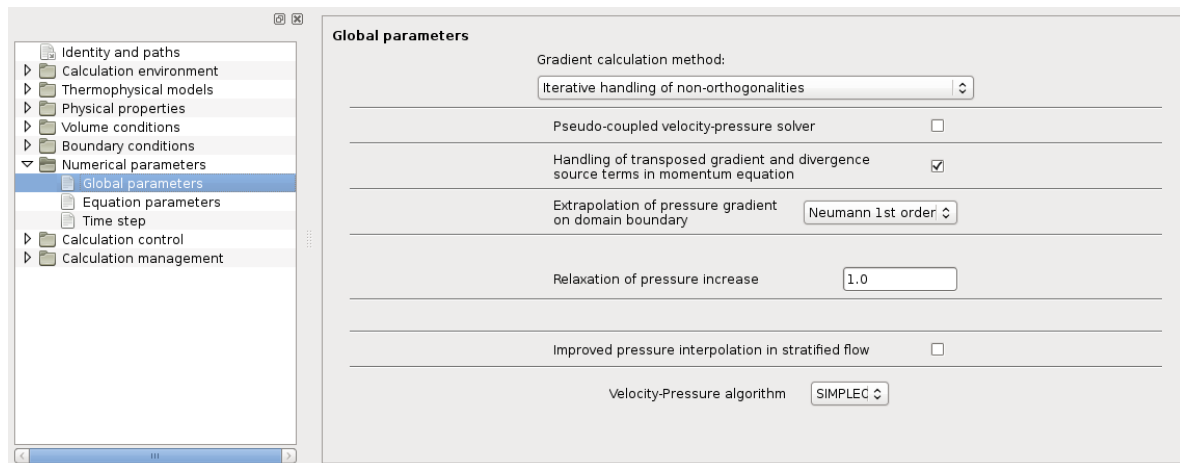 Identity and paths
Calculation environment
Thermophysical models
Physical properties
Volume conditions
Boundary conditions
Numerical parameters
Global parameters
Equation parameters
Time step
Calculation control
Calculation management
Global parameters
Gradient calculation method:
Iterative handling of non-orthogonalities
Pseudo-coupled velocity-pressure solver
Handling of transposed gradient and divergence
source terms in momentum equation
Extrapolation of pressure gradient
on domain boundary
Neumann 1st order
Relaxation of pressure increase
1.0
Improved pressure interpolation in stratified flow
Velocity-Pressure algorithm
SIMPLEC